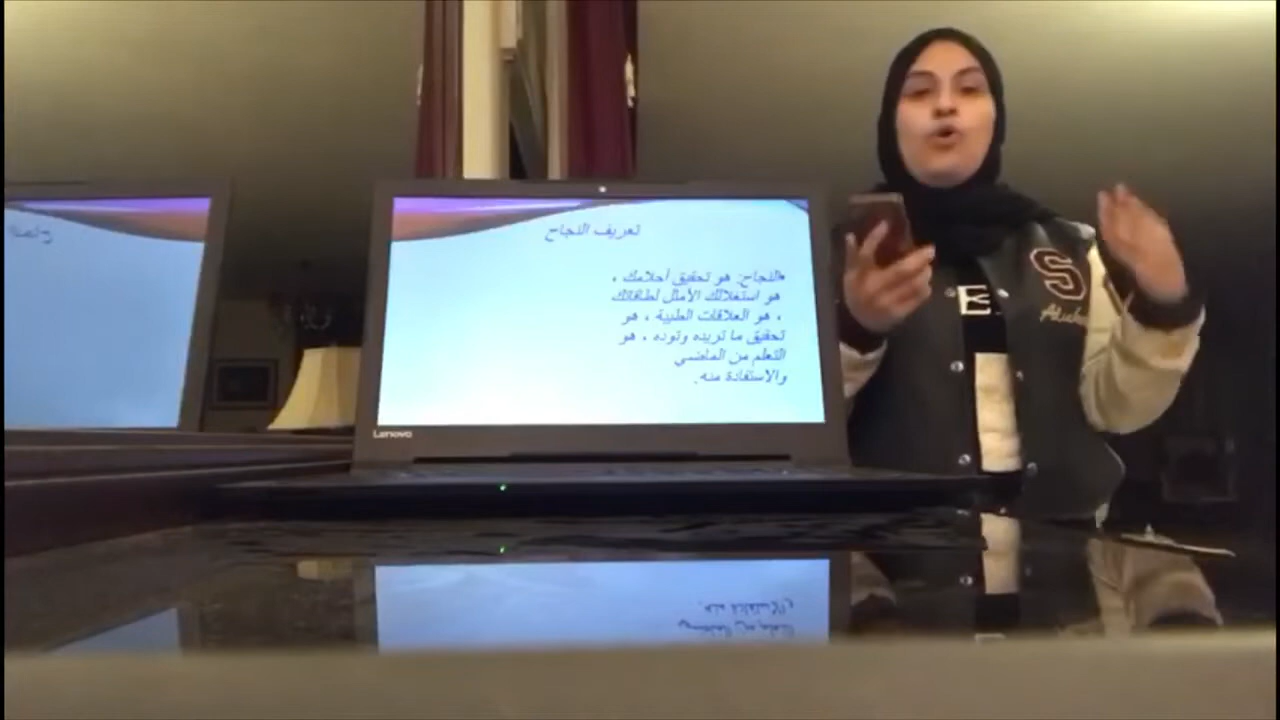 تعريف النجاح
•النجاح: هو تحقيق أحلامك ،
هو استغلالك الأمثل لطاقاتك
، هو العلاقات الطيبة ، هو
تحقيق ما تريده وتوده ، هو
التعلم من الماضي
والاستفادة منه.
Lenovo
S